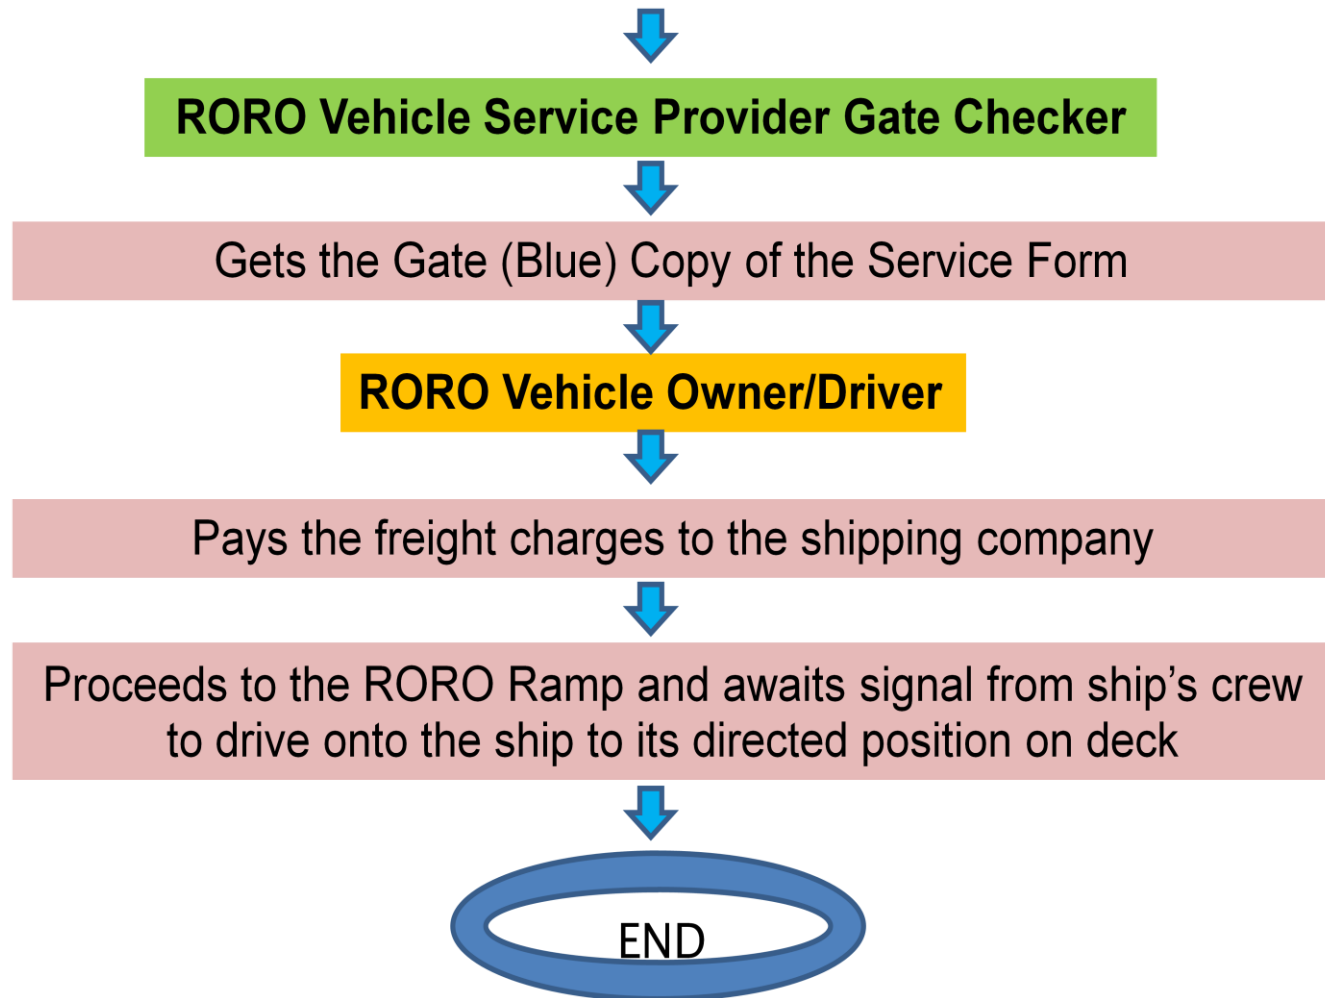 RORO Vehicle Service Provider Gate Checker
Gets the Gate (Blue) Copy of the Service Form
RORO Vehicle Owner/Driver
Pays the freight charges to the shipping company
Proceeds to the RORO Ramp and awaits signal from ship’s crew
to drive onto the ship to its directed position on deck
END